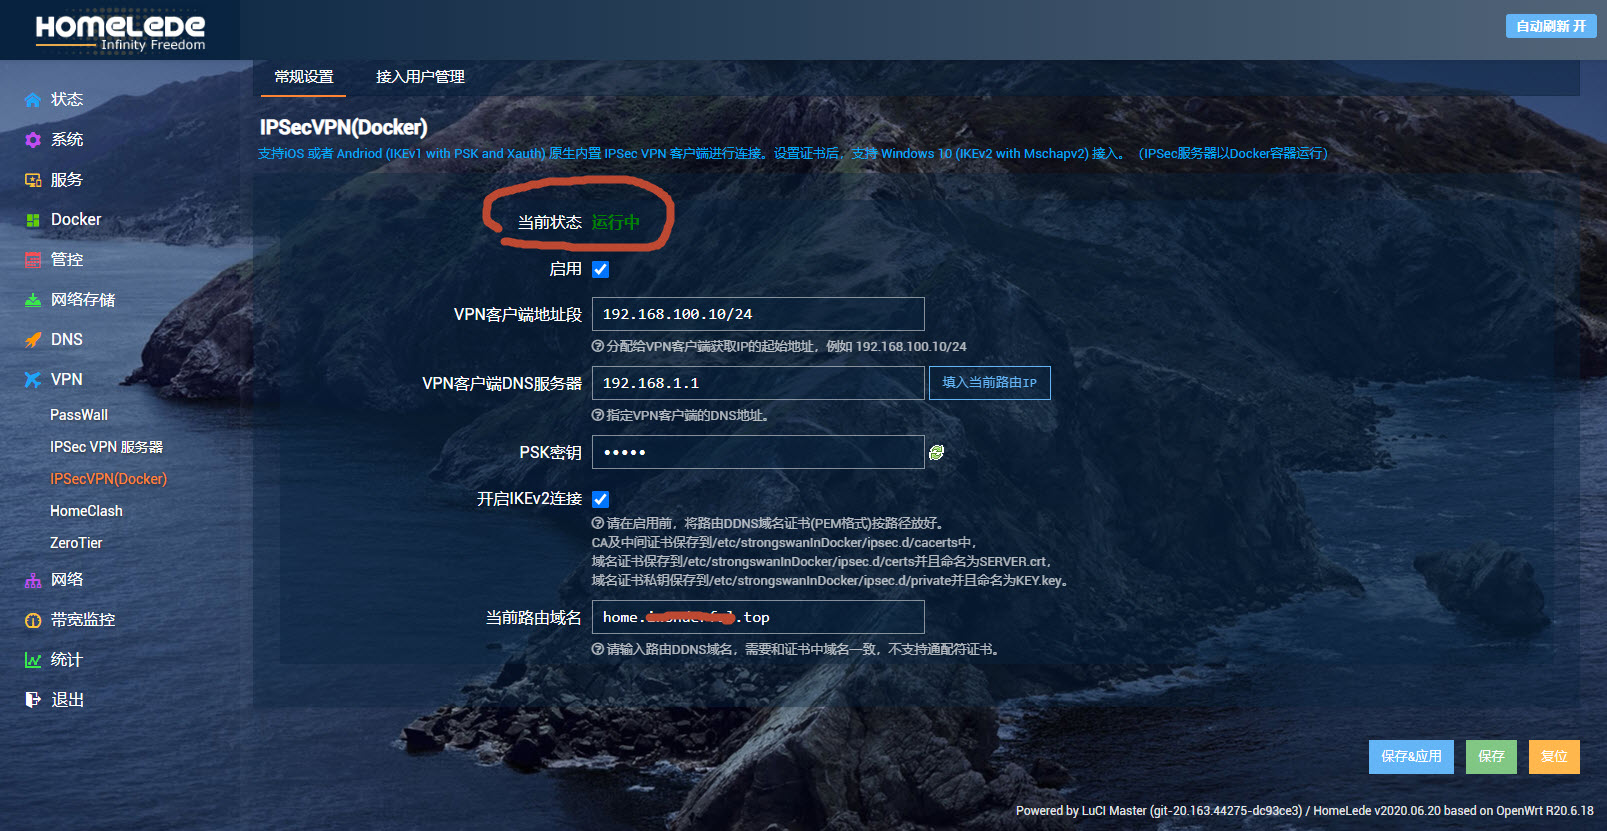 HOMELEDE
Infinity Freedom
自动刷新 开
状态
系统
服务
Docker
管控
网络存储
DNS
VPN
PassWall
IPSec VPN 服务器
IPSecVPN(Docker)
HomeClash
ZeroTier
网络
带宽监控
统计
退出
常规设置
接入用户管理
IPSecVPN(Docker)
支持iOS 或者 Andriod (IKEv1 with PSK and Xauth) 原生内置 IPSec VPN 客户端进行连接。设置证书后，支持 Windows 10 (IKEv2 with Mschapv2) 接入。（IPSec服务器以Docker容器运行）
当前状态 运行中
启用
VPN客户端地址段 192.168.100.10/24
分配给VPN客户端获取IP的起始地址，例如 192.168.100.10/24
VPN客户端DNS服务器 192.168.1.1 填入当前路由IP
指定VPN客户端的DNS地址。
PSK密钥 •••••
开启IKEv2连接
请在启用前，将路由DDNS域名证书(PEM格式)按路径放好。
CA及中间证书保存到/etc/strongswanInDocker/ipsec.d/cacerts中，
域名证书保存到/etc/strongswanInDocker/ipsec.d/certs并且命名为SERVER.crt，
域名证书私钥保存到/etc/strongswanInDocker/ipsec.d/private并且命名为KEY.key。
当前路由域名 home. .top
请输入路由DDNS域名，需要和证书中域名一致，不支持通配符证书。
保存&应用 保存 复位
Powered by LuCI Master (git-20.163.44275-dc93ce3) / HomeLede v2020.06.20 based on OpenWrt R20.6.18